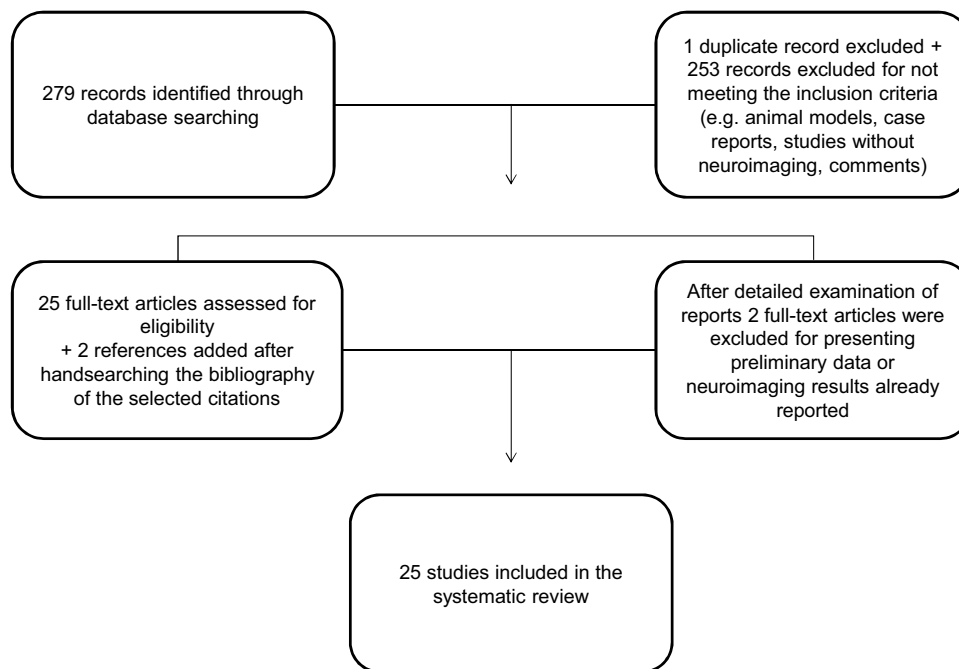 279 records identified through
database searching
1 duplicate record excluded +
253 records excluded for not
meeting the inclusion criteria
(e.g. animal models, case
reports, studies without
neuroimaging, comments)
25 full-text articles assessed for
eligibility
+ 2 references added after
handsearching the bibliography
of the selected citations
After detailed examination of
reports 2 full-text articles were
excluded for presenting
preliminary data or
neuroimaging results already
reported
25 studies included in the
systematic review